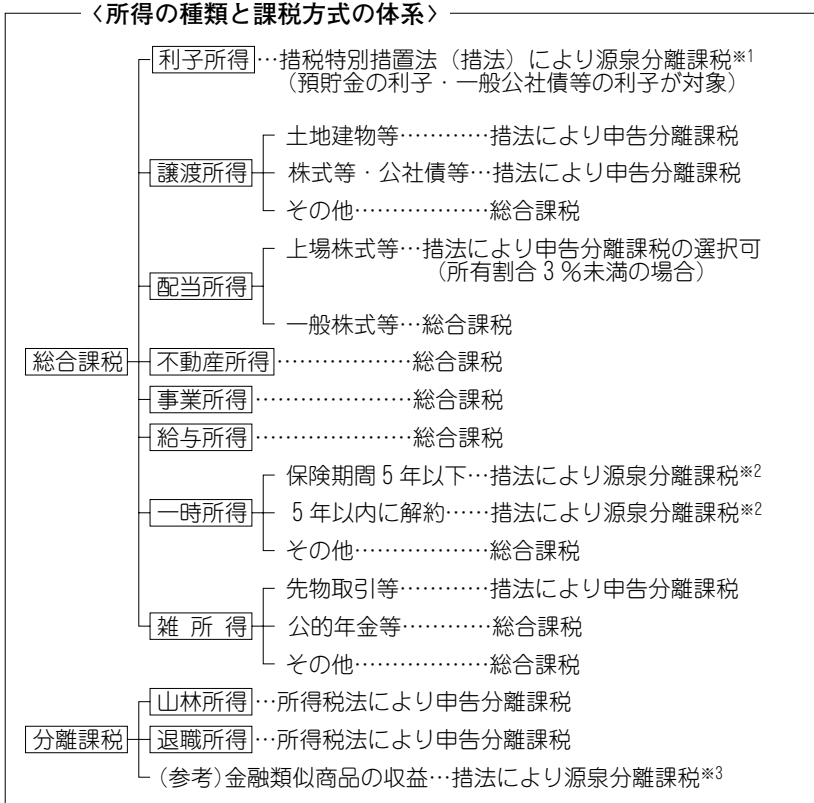 〈所得の種類と課税方式の体系〉
利子所得…措税特別措置法（措法）により源泉分離課税※1
（預貯金の利子・一般公社債等の利子が対象）
土地建物等…………措法により申告分離課税
譲渡所得 株式等・公社債等…措法により申告分離課税
その他………………総合課税
上場株式等…措法により申告分離課税の選択可
（所有割合3％未満の場合）
配当所得
一般株式等…総合課税
総合課税 不動産所得………………総合課税
事業所得…………………総合課税
給与所得…………………総合課税
保険期間5年以下…措法により源泉分離課税※2
一時所得 5年以内に解約……措法により源泉分離課税※2
その他………………総合課税
先物取引等…………措法により申告分離課税
雑所得 公的年金等…………総合課税
その他………………総合課税
山林所得…所得税法により申告分離課税
分離課税 退職所得…所得税法により申告分離課税
（参考）金融類似商品の収益…措法により源泉分離課税※3